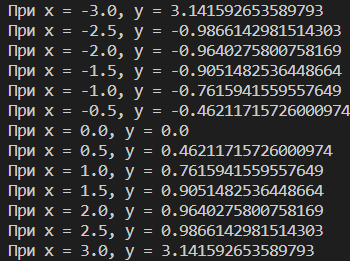 При x = -3.0, y = 3.141592653589793
При x = -2.5, y = -0.9866142981514303
При x = -2.0, y = -0.9640275800758169
При x = -1.5, y = -0.9051482536448664
При x = -1.0, y = -0.7615941559557649
При x = -0.5, y = -0.46211715726000974
При x = 0.0, y = 0.0
При x = 0.5, y = 0.46211715726000974
При x = 1.0, y = 0.7615941559557649
При x = 1.5, y = 0.9051482536448664
При x = 2.0, y = 0.9640275800758169
При x = 2.5, y = 0.9866142981514303
При x = 3.0, y = 3.141592653589793